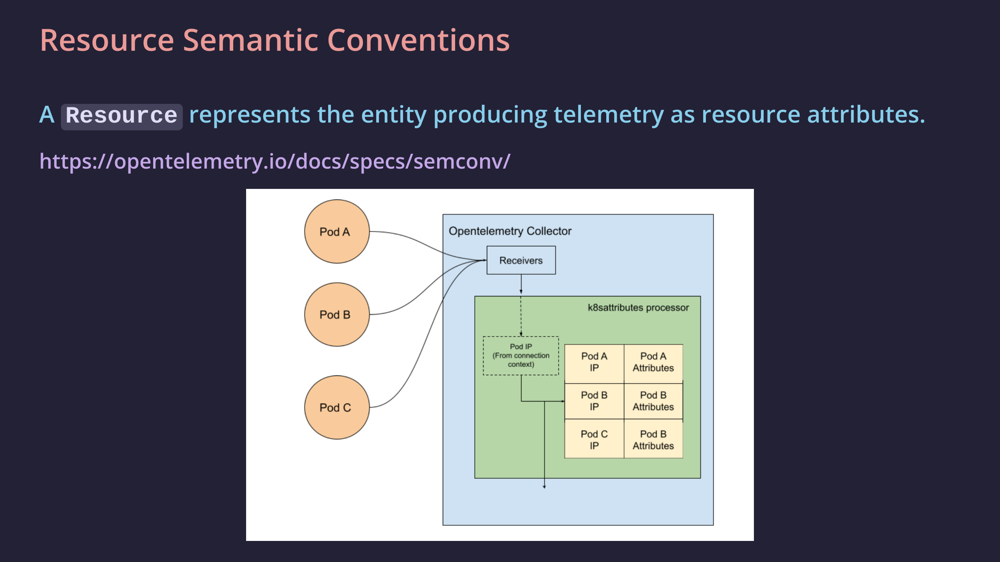 Resource Semantic Conventions
A Resource represents the entity producing telemetry as resource attributes.
https://opentelemetry.io/docs/specs/semconv/
Pod A
Pod B
Pod C
Opentelemetry Collector
Receivers
k8sattributes processor
Pod IP
(From connection
context)
Pod A
IP
Pod A
Attributes
Pod B
IP
Pod B
Attributes
Pod C
IP
Pod B
Attributes